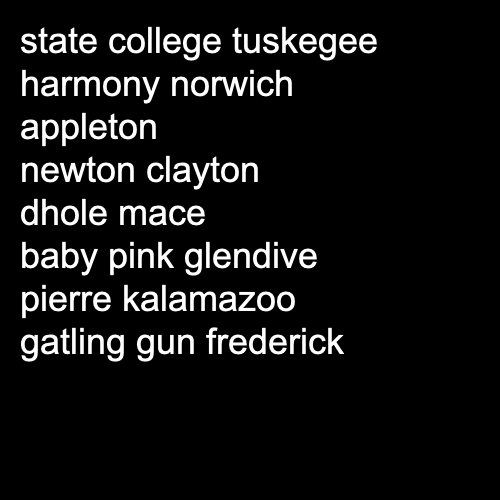 state college tuskegee
harmony norwich
appleton
newton clayton
dhole mace
baby pink glendive
pierre kalamazoo
gatling gun frederick